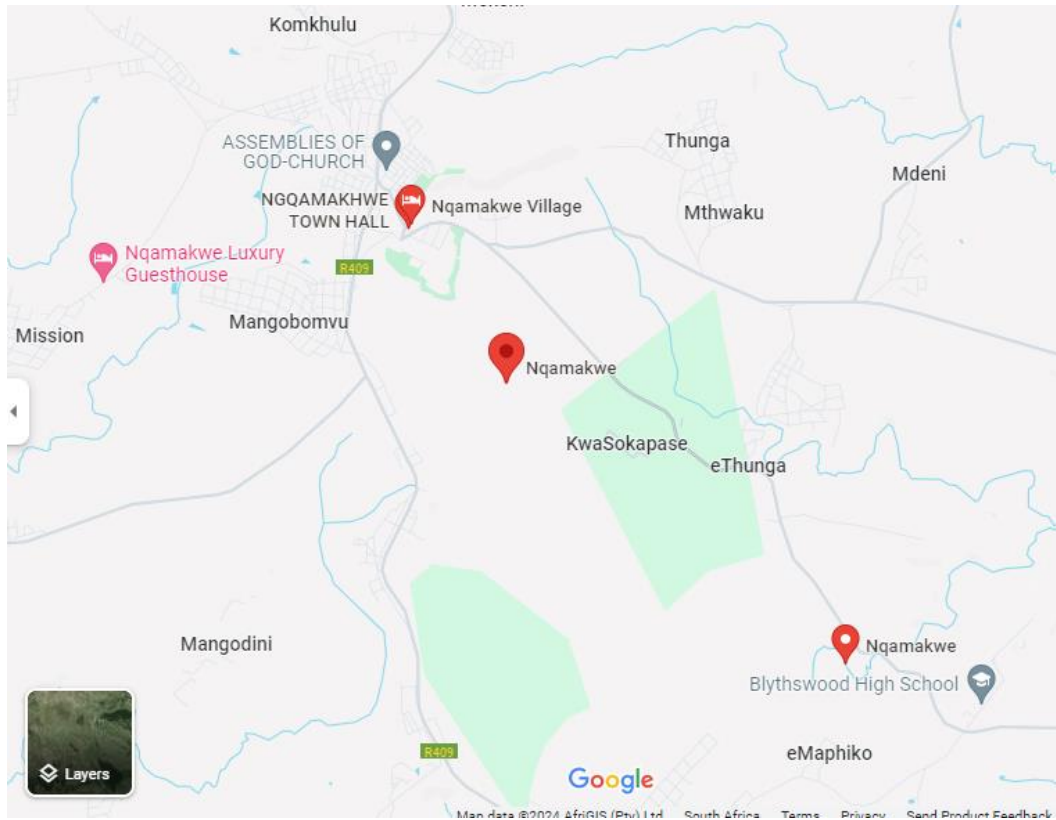 Komkhulu
ASSEMBLIES OF
GOD-CHURCH
Thunga
Mdeni
NGQAMAKHWE
TOWN HALL
Nqamakwe Village
Mthwaku
Nqamakwe Luxury
Guesthouse
R409
Mangobomvu
Mission
Nqamakwe
KwaSokapase
eThunga
Mangodini
Nqamakwe
Blythswood High School
Layers
R409
eMaphiko
Google
Map data ©2024 AfriGIS (Pty) Ltd South Africa Terms Privacy Send Product Feedback